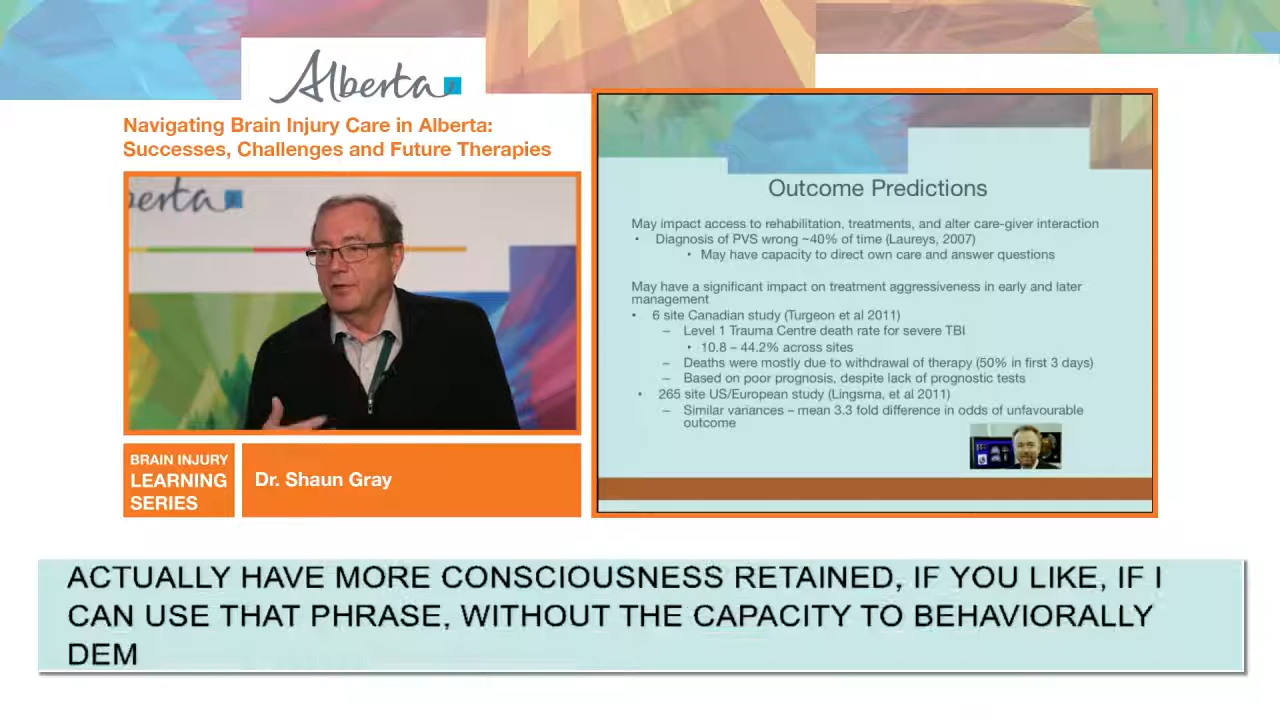 Alberta
Navigating Brain Injury Care in Alberta:
Successes, Challenges and Future Therapies
berta
BRAIN INJURY
LEARNING
SERIES
Dr. Shaun Gray
Outcome Predictions
May impact access to rehabilitation, treatments, and alter care-giver interaction
• Diagnosis of PVS wrong ~40% of time (Laureys, 2007)
• May have capacity to direct own care and answer questions
May have a significant impact on treatment aggressiveness in early and later
management
• 6 site Canadian study (Turgeon et al 2011)
– Level 1 Trauma Centre death rate for severe TBI
• 10.8 – 44.2% across sites
– Deaths were mostly due to withdrawal of therapy (50% in first 3 days)
– Based on poor prognosis, despite lack of prognostic tests
• 265 site US/European study (Lingsma, et al 2011)
– Similar variances – mean 3.3 fold difference in odds of unfavourable
outcome
ACTUALLY HAVE MORE CONSCIOUSNESS RETAINED, IF YOU LIKE, IF I
CAN USE THAT PHRASE, WITHOUT THE CAPACITY TO BEHAVIORALLY
DEM